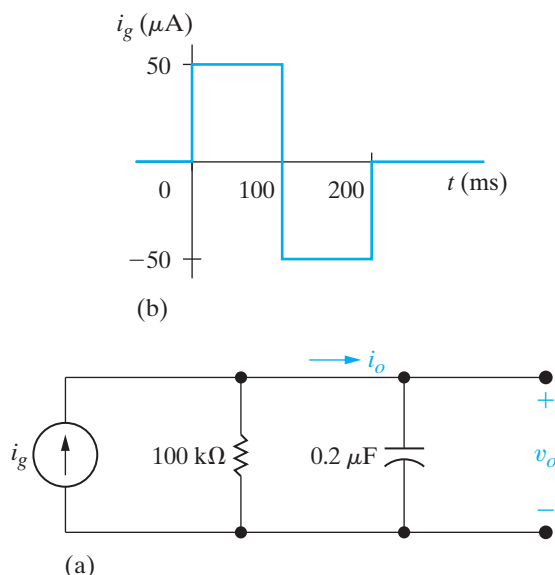 i_g (μA)
50
0
100
200
t (ms)
−50
(b)
i_o
i_g
100 kΩ
0.2 μF
+
v_o
−
(a)